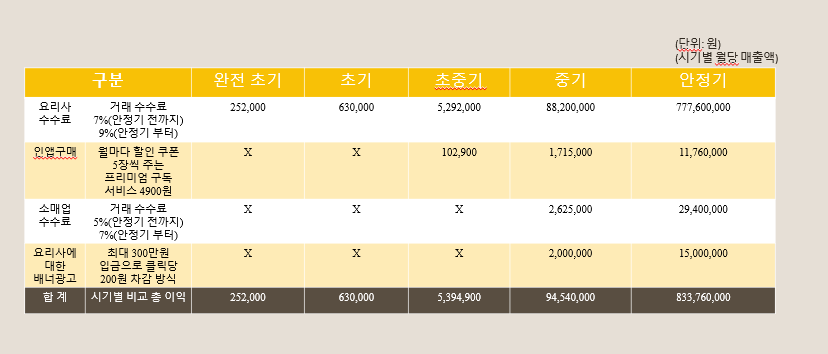 (단위: 원)
(시기별 월당 매출액)
구분 완전 초기 초기 초중기 중기 안정기
요리사 수수료 거래 수수료 7%(안정기 전까지) 9%(안정기 부터) 252,000 630,000 5,292,000 88,200,000 777,600,000
인앱구매 월마다 할인 쿠폰 5장씩 주는 프리미엄 구독 서비스 4900원 X X 102,900 1,715,000 11,760,000
소매업 수수료 거래 수수료 5%(안정기 전까지) 7%(안정기 부터) X X X 2,625,000 29,400,000
요리사에 대한 배너광고 최대 300만원 입금으로 클릭당 200원 차감 방식 X X X 2,000,000 15,000,000
합 계 시기별 비교 총 이익 252,000 630,000 5,394,900 94,540,000 833,760,000